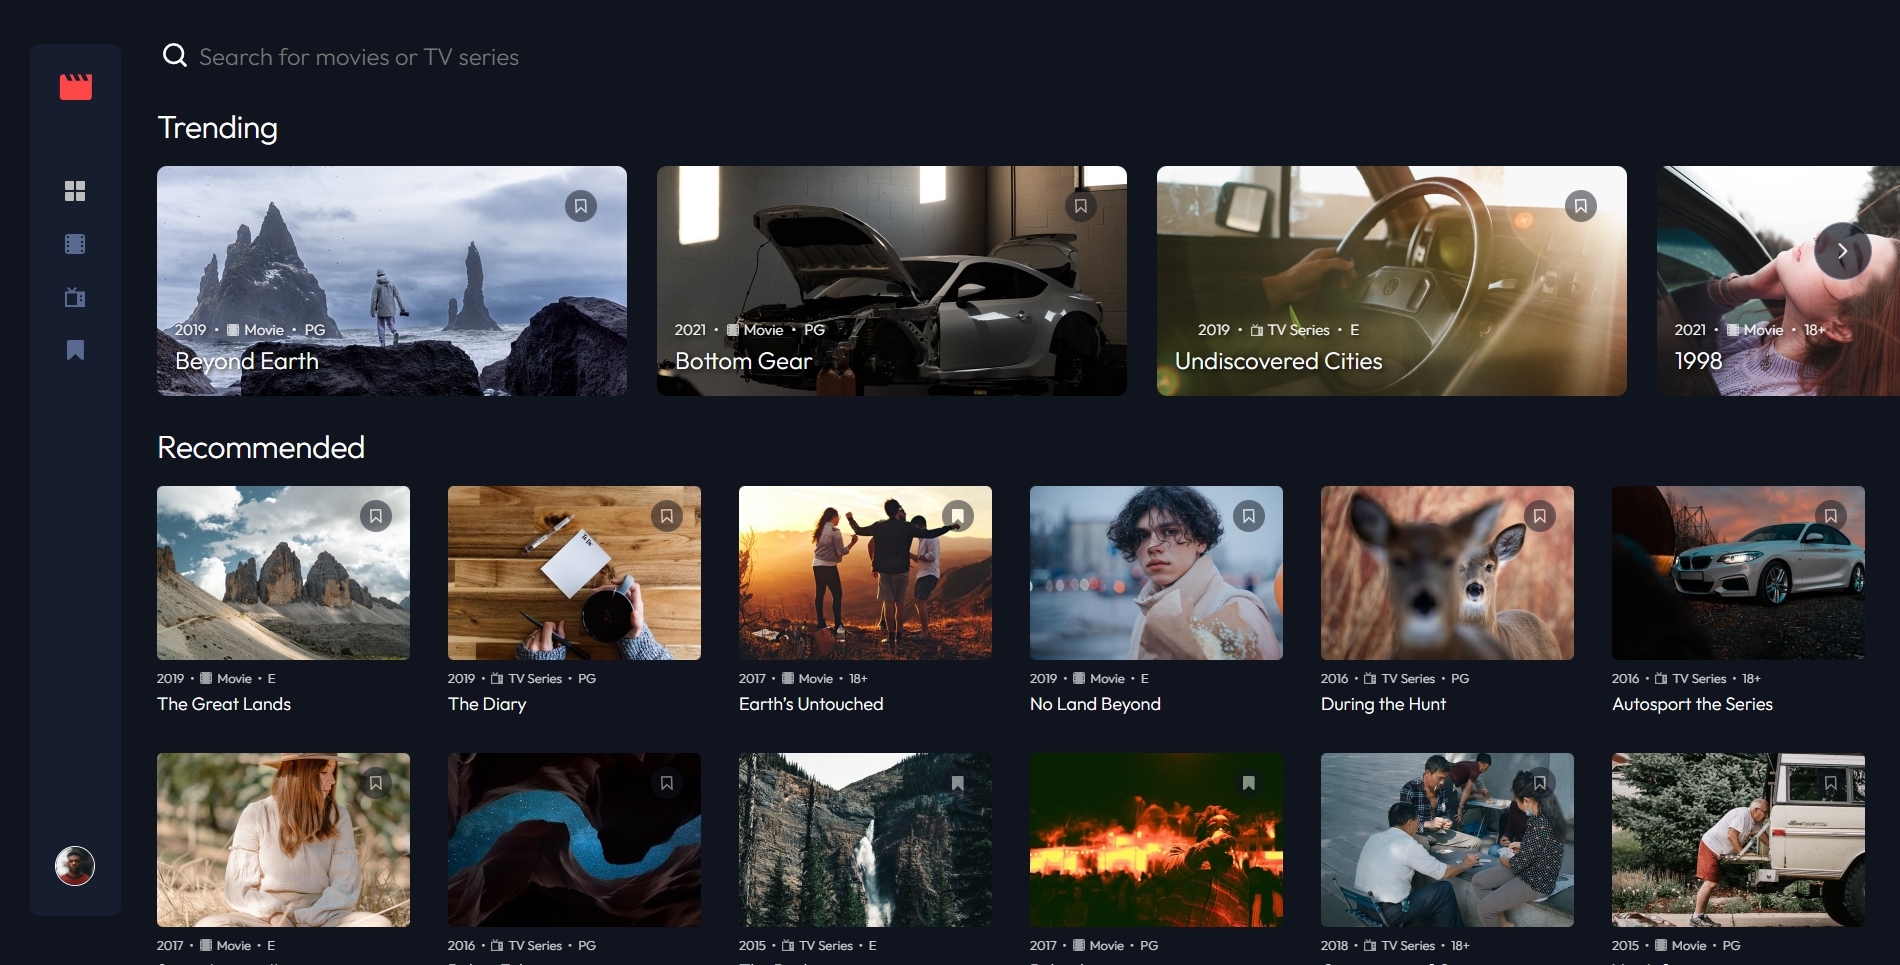 Search for movies or TV series
Trending
2019 • Movie • PG
Beyond Earth
2021 • Movie • PG
Bottom Gear
2019 • TV Series • E
Undiscovered Cities
2021 • Movie • 18+
1998
Recommended
2019 • Movie • E
The Great Lands
2019 • TV Series • PG
The Diary
2017 • Movie • 18+
Earth’s Untouched
2019 • Movie • E
No Land Beyond
2016 • TV Series • PG
During the Hunt
2016 • TV Series • 18+
Autosport the Series
2017 • Movie • E
2016 • TV Series • PG
2015 • TV Series • E
2017 • Movie • PG
2018 • TV Series • 18+
2015 • Movie • PG